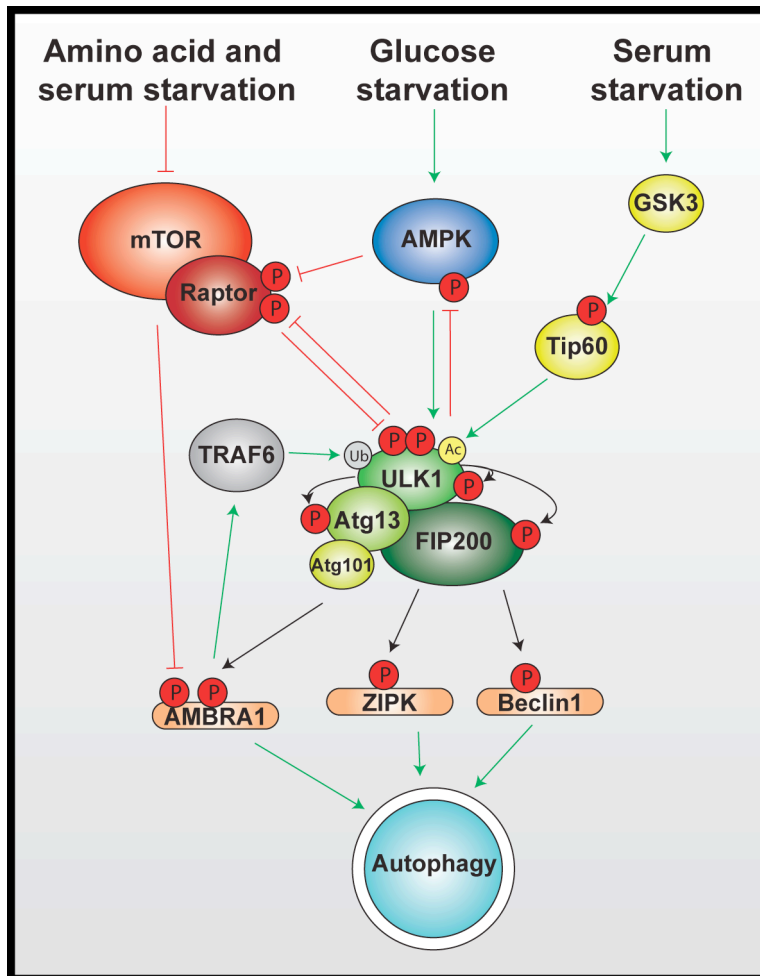 Amino acid and
serum starvation
Glucose
starvation
Serum
starvation
mTOR
Raptor
P
P
AMPK
P
GSK3
P
Tip60
TRAF6
Ub
P
P
Ac
ULK1
P
P
Atg13
FIP200
P
Atg101
P
P
AMBRA1
P
ZIPK
P
Beclin1
Autophagy